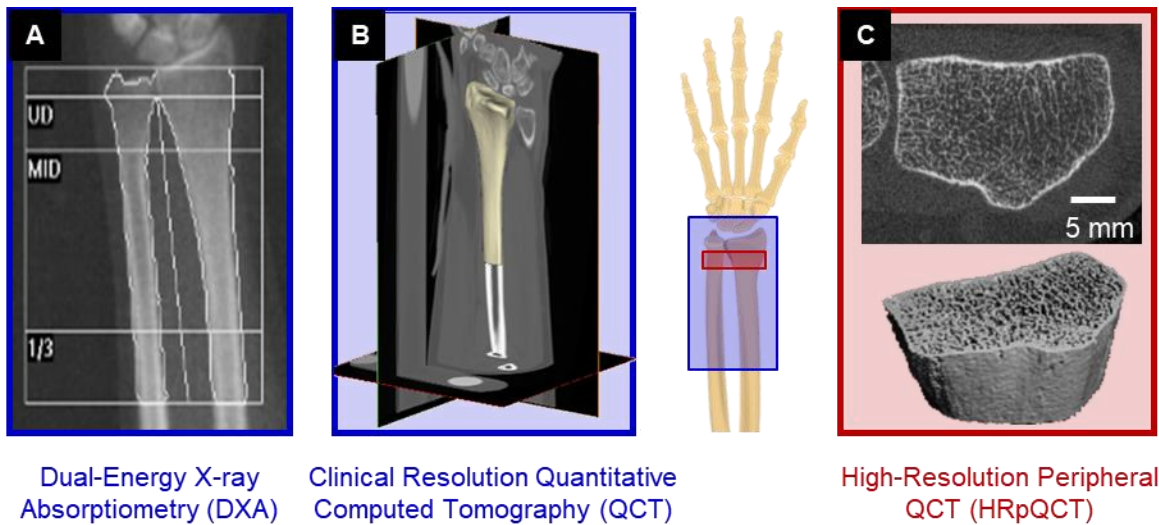 A
UD
MID
1/3
B
C
5 mm
Dual-Energy X-ray
Absorptiometry (DXA)
Clinical Resolution Quantitative
Computed Tomography (QCT)
High-Resolution Peripheral
QCT (HRpQCT)